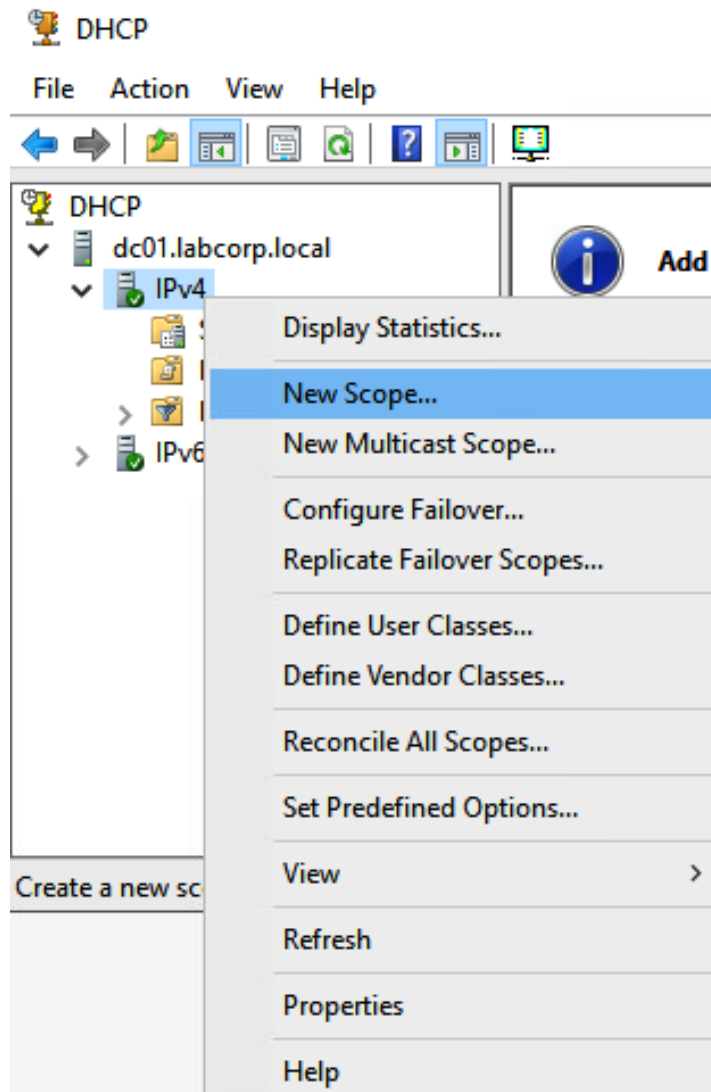 DHCP
File Action View Help
DHCP
dc01.labcorp.local
IPv4
Add
Display Statistics...
New Scope...
New Multicast Scope...
IPv6
Configure Failover...
Replicate Failover Scopes...
Define User Classes...
Define Vendor Classes...
Reconcile All Scopes...
Set Predefined Options...
View
Create a new sc
Refresh
Properties
Help